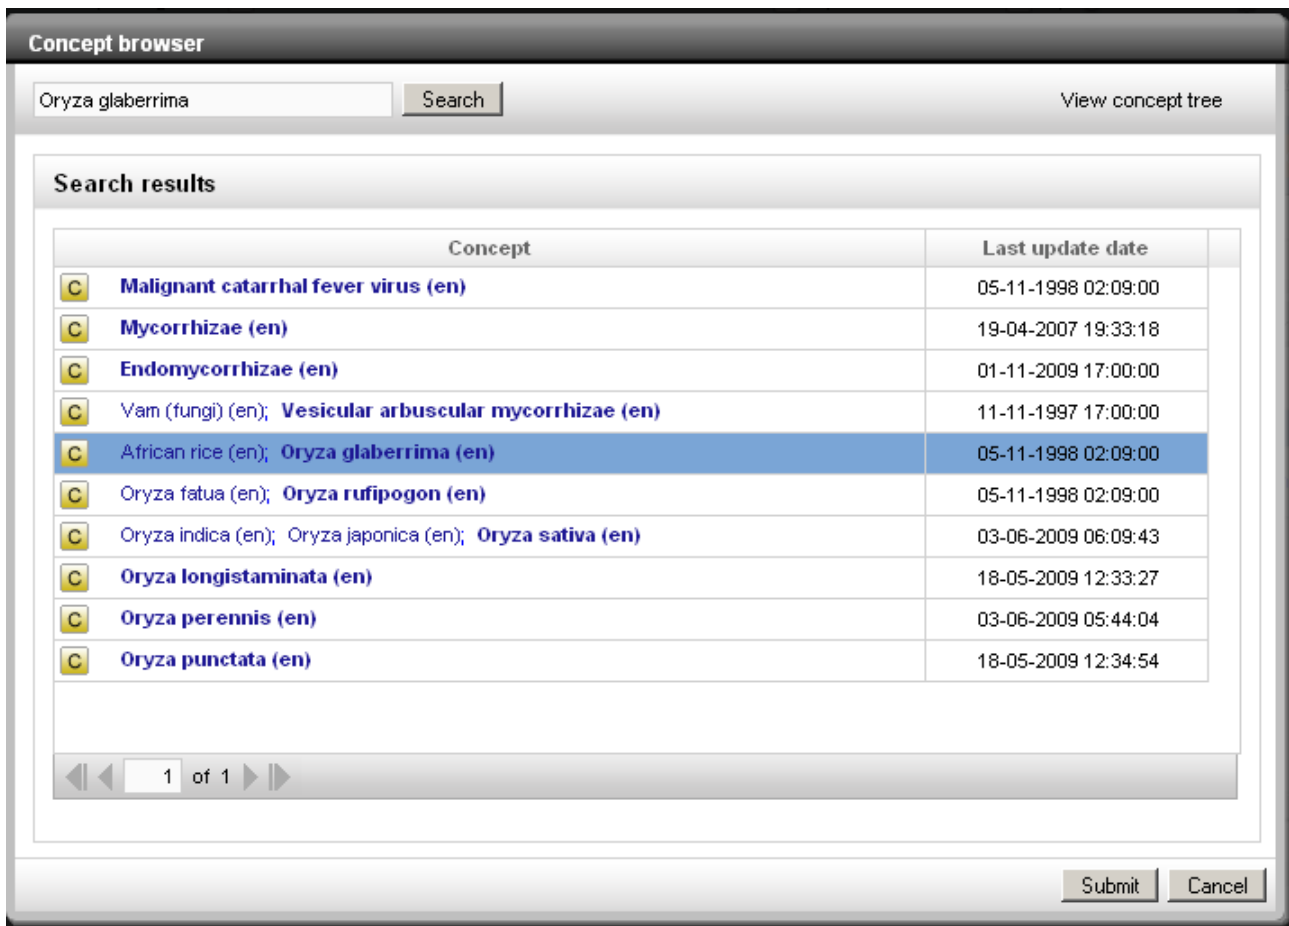 Concept browser
Oryza glaberrima Search View concept tree
Search results
Concept Last update date
C Malignant catarrhal fever virus (en) 05-11-1998 02:09:00
C Mycorrhizae (en) 19-04-2007 19:33:18
C Endomycorrhizae (en) 01-11-2009 17:00:00
C Vam (fungi) (en); Vesicular arbuscular mycorrhizae (en) 11-11-1997 17:00:00
C African rice (en); Oryza glaberrima (en) 05-11-1998 02:09:00
C Oryza fatua (en); Oryza rufipogon (en) 05-11-1998 02:09:00
C Oryza indica (en); Oryza japonica (en); Oryza sativa (en) 03-06-2009 06:09:43
C Oryza longistaminata (en) 18-05-2009 12:33:27
C Oryza perennis (en) 03-06-2009 05:44:04
C Oryza punctata (en) 18-05-2009 12:34:54
1 of 1
Submit Cancel